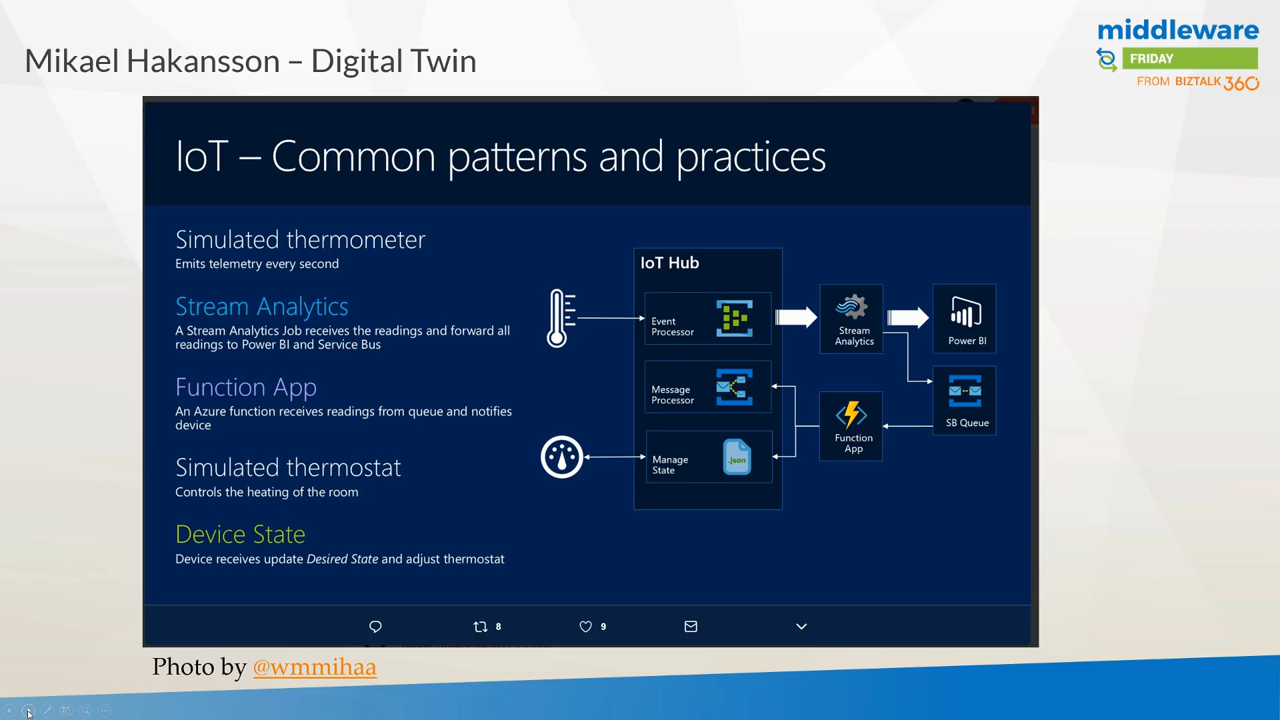 Mikael Hakansson – Digital Twin
middleware
FRIDAY
FROM BIZTALK 360
IoT – Common patterns and practices
Simulated thermometer
Emits telemetry every second
Stream Analytics
A Stream Analytics Job receives the readings and forward all
readings to Power BI and Service Bus
Function App
An Azure function receives readings from queue and notifies
device
Simulated thermostat
Controls the heating of the room
Device State
Device receives update Desired State and adjust thermostat
IoT Hub
Event
Processor
Message
Processor
Manage
State
.json
Stream
Analytics
Power BI
SB Queue
Function
App
8
9
Photo by @wmmihaa